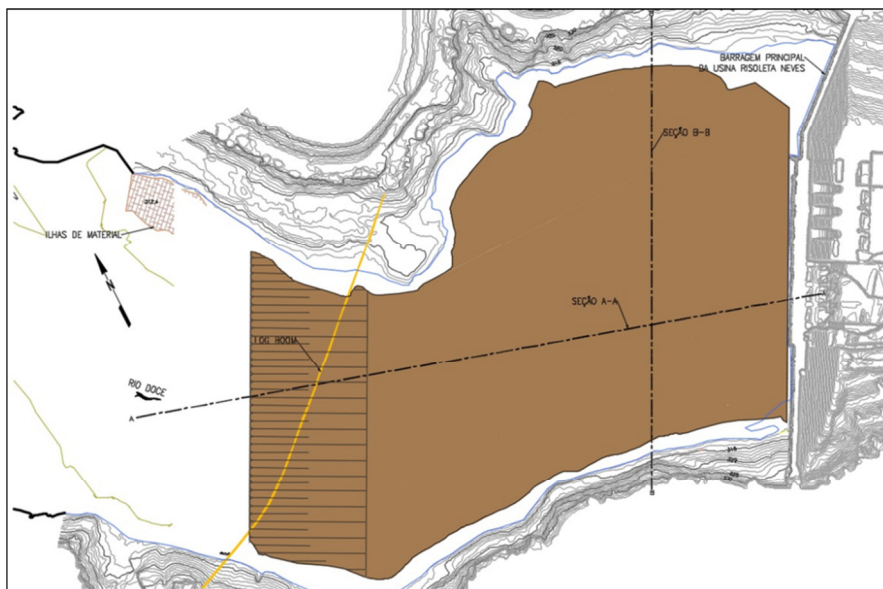 BARRAGEM PRINCIPAL
DA USINA RISOLETA NEVES
SEÇÃO B-B
ILHAS DE MATERIAL
N
SEÇÃO A-A
LOG BOOM
RIO DOCE
A